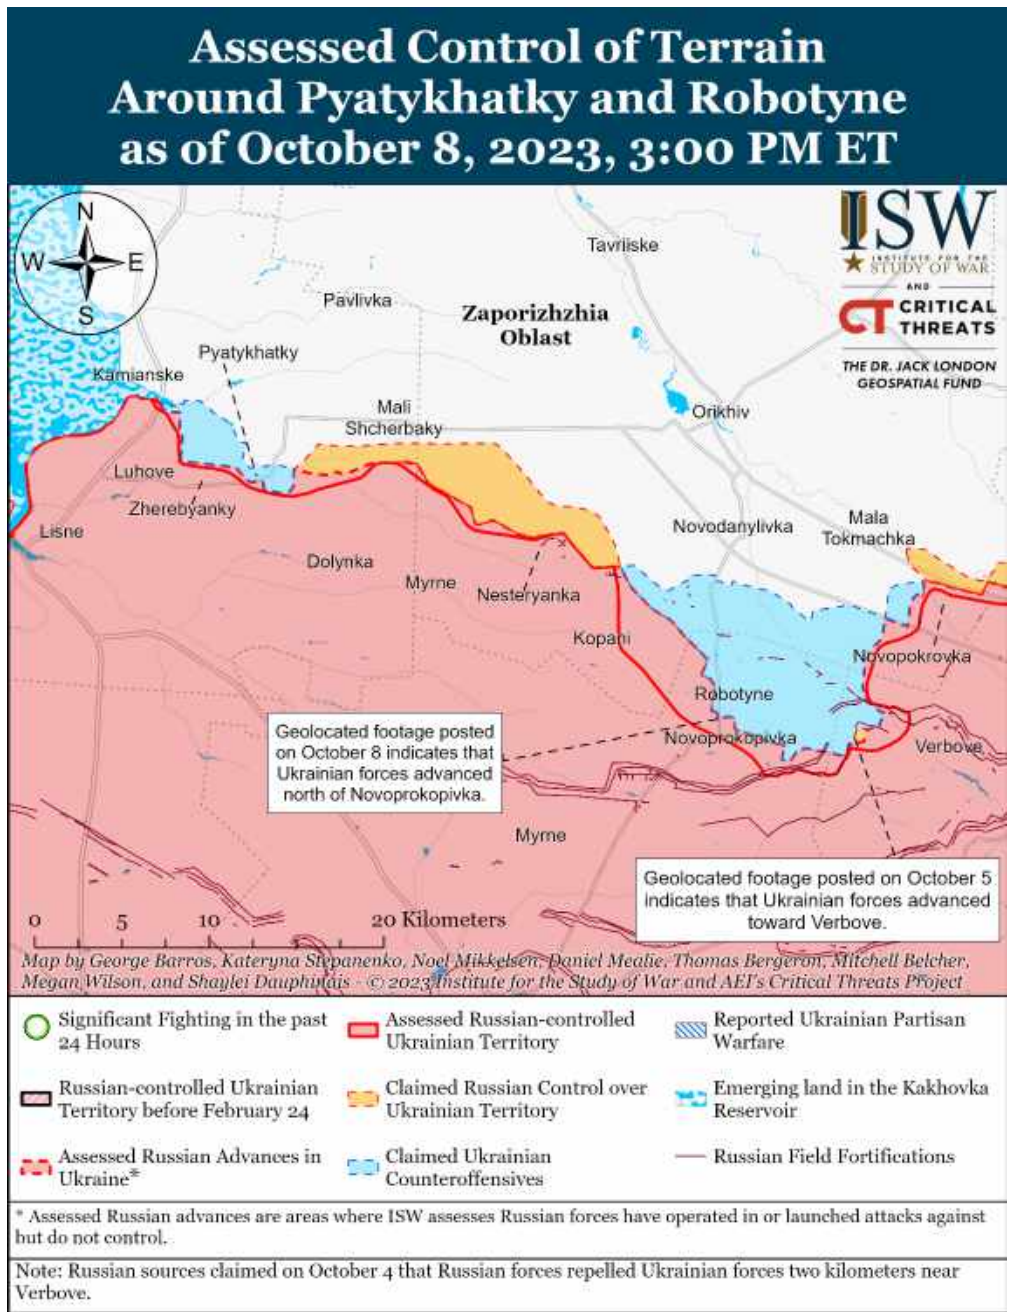 Assessed Control of Terrain
Around Pyatykhatky and Robotyne
as of October 8, 2023, 3:00 PM ET
N
W
E
S
ISW
INSTITUTE FOR THE
STUDY OF WAR
AND
CT CRITICAL
THREATS
THE DR. JACK LONDON
GEOSPATIAL FUND
Tavriiske
Pavlivka
Zaporizhzhia
Oblast
Pyatykhatky
Kamianske
Mali
Shcherbaky
Orikhiv
Luhove
Zherebyanky
Lisne
Novodanylivka
Mala
Tokmachka
Dolynka
Myrne
Nesteryanka
Kopani
Novopokrovka
Robotyne
Novoprokopivka
Verbove
Geolocated footage posted
on October 8 indicates that
Ukrainian forces advanced
north of Novoprokopivka.
Myrne
Geolocated footage posted on October 5
indicates that Ukrainian forces advanced
toward Verbove.
0 5 10 20 Kilometers
Map by George Barros, Kateryna Stepanenko, Noel Mikkelsen, Daniel Mealie, Thomas Bergeron, Mitchell Belcher,
Megan Wilson, and Shaylei Dauphinais - © 2023 Institute for the Study of War and AEI's Critical Threats Project
Significant Fighting in the past
24 Hours
Assessed Russian-controlled
Ukrainian Territory
Reported Ukrainian Partisan
Warfare
Russian-controlled Ukrainian
Territory before February 24
Claimed Russian Control over
Ukrainian Territory
Emerging land in the Kakhovka
Reservoir
Assessed Russian Advances in
Ukraine*
Claimed Ukrainian
Counteroffensives
Russian Field Fortifications
* Assessed Russian advances are areas where ISW assesses Russian forces have operated in or launched attacks against
but do not control.
Note: Russian sources claimed on October 4 that Russian forces repelled Ukrainian forces two kilometers near
Verbove.